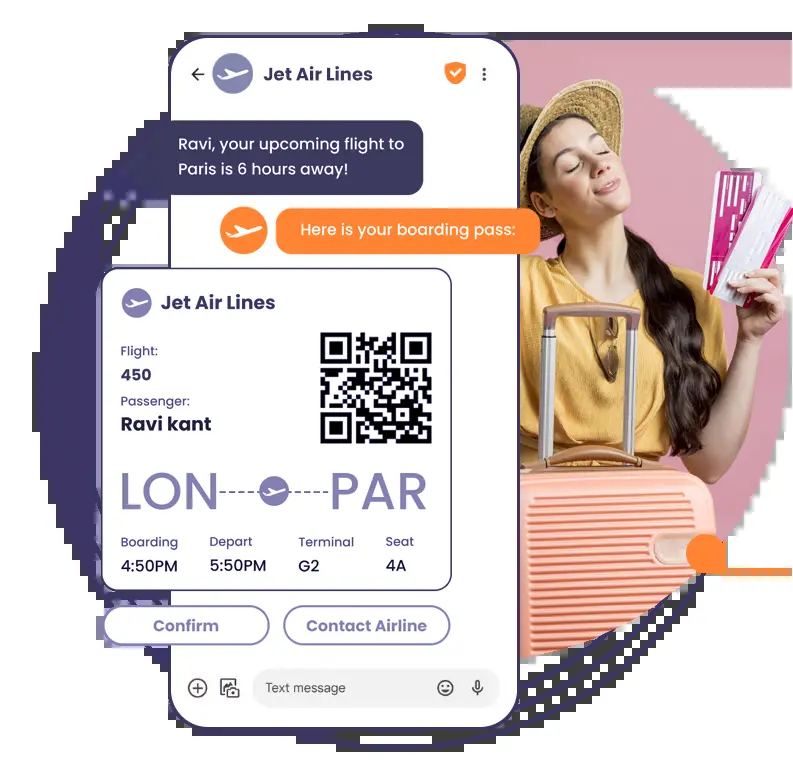 Jet Air Lines
Ravi, your upcoming flight to
Paris is 6 hours away!
Here is your boarding pass:
Jet Air Lines
Flight:
450
Passenger:
Ravi kant
LON PAR
Boarding Depart Terminal Seat
4:50PM 5:50PM G2 4A
Confirm Contact Airline
Text message